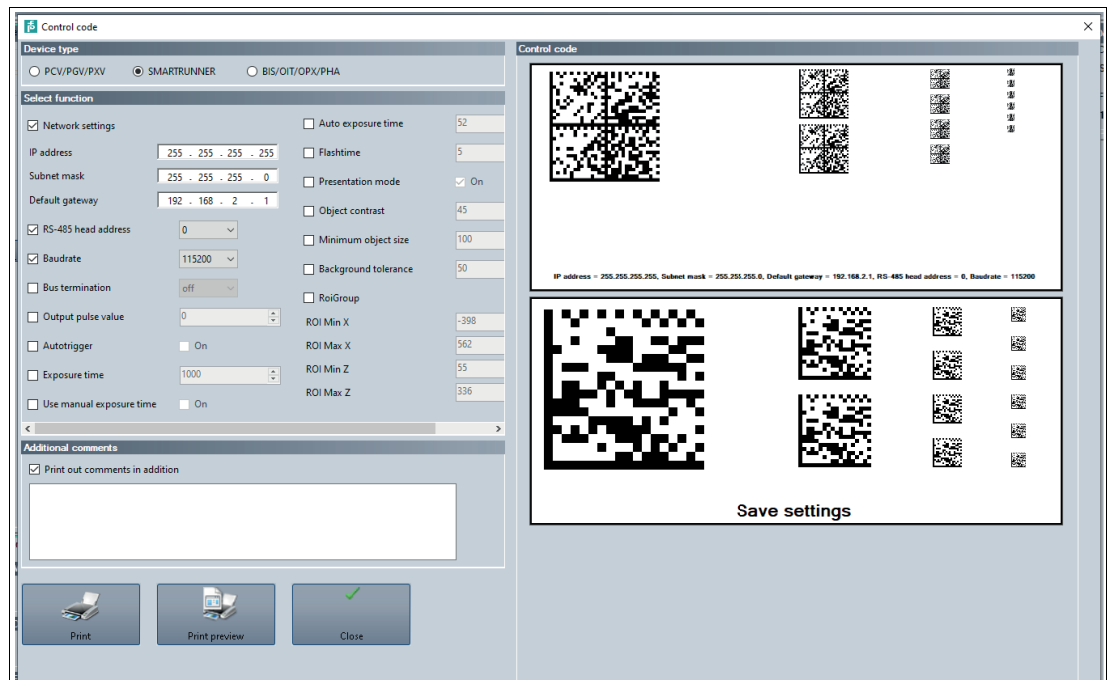 Control code
Device type
PCV/PGV/PXV
SMARTRUNNER
BIS/OIT/OPX/PHA
Select function
Network settings
IP address 255 . 255 . 255 . 255
Subnet mask 255 . 255 . 255 . 0
Default gateway 192 . 168 . 2 . 1
RS-485 head address 0
Baudrate 115200
Bus termination off
Output pulse value 0
Autotrigger On
Exposure time 1000
Use manual exposure time On
Auto exposure time 52
Flashtime 5
Presentation mode On
Object contrast 45
Minimum object size 100
Background tolerance 50
RoiGroup
ROI Min X -398
ROI Max X 562
ROI Min Z 55
ROI Max Z 336
Additional comments
Print out comments in addition
Print
Print preview
Close
Control code
IP address = 255.255.255.255, Subnet mask = 255.255.255.0, Default gateway = 192.168.2.1, RS-485 head address = 0, Baudrate = 115200
Save settings